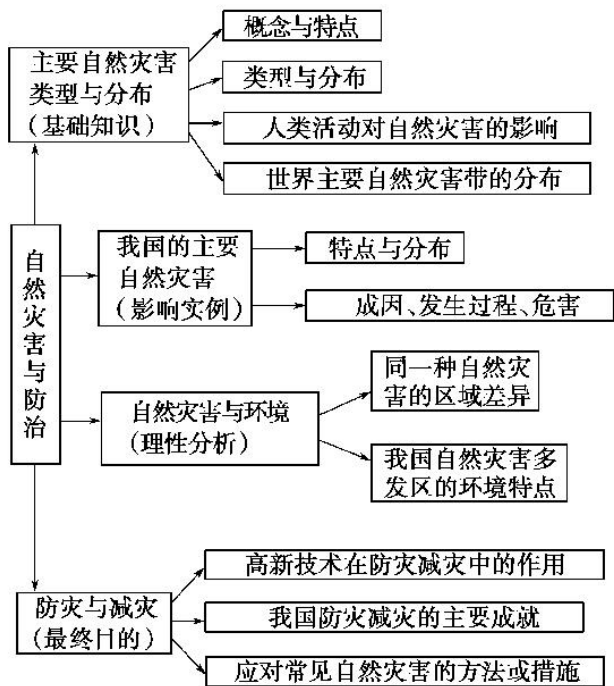 概念与特点
主要自然灾害
类型与分布
(基础知识)
类型与分布
人类活动对自然灾害的影响
世界主要自然灾害带的分布
自然灾害与防治
我国的主要
自然灾害
(影响实例)
特点与分布
成因、发生过程、危害
自然灾害与环境
(理性分析)
同一种自然灾
害的区域差异
我国自然灾害多
发区的环境特点
防灾与减灾
(最终目的)
高新技术在防灾减灾中的作用
我国防灾减灾的主要成就
应对常见自然灾害的方法或措施